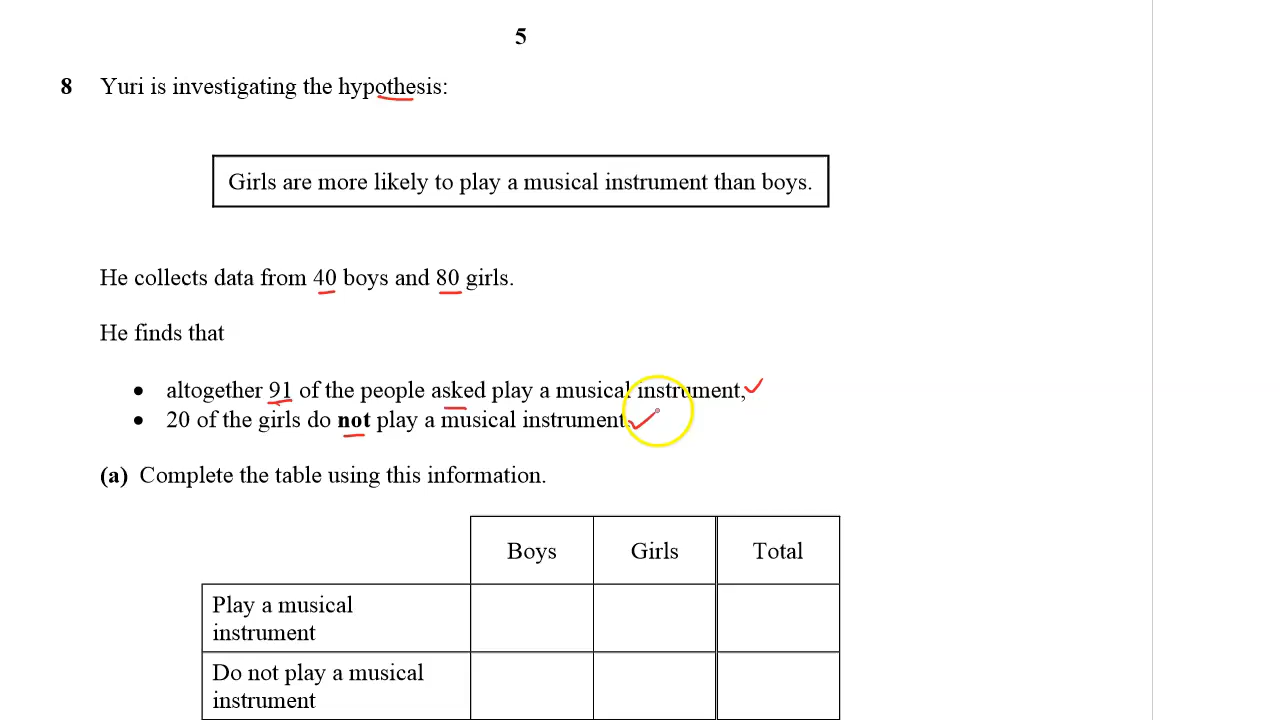 5
8 Yuri is investigating the hypothesis:
Girls are more likely to play a musical instrument than boys.
He collects data from 40 boys and 80 girls.
He finds that
• altogether 91 of the people asked play a musical instrument,
• 20 of the girls do not play a musical instrument.
(a) Complete the table using this information.
Boys Girls Total
Play a musical
instrument
Do not play a musical
instrument